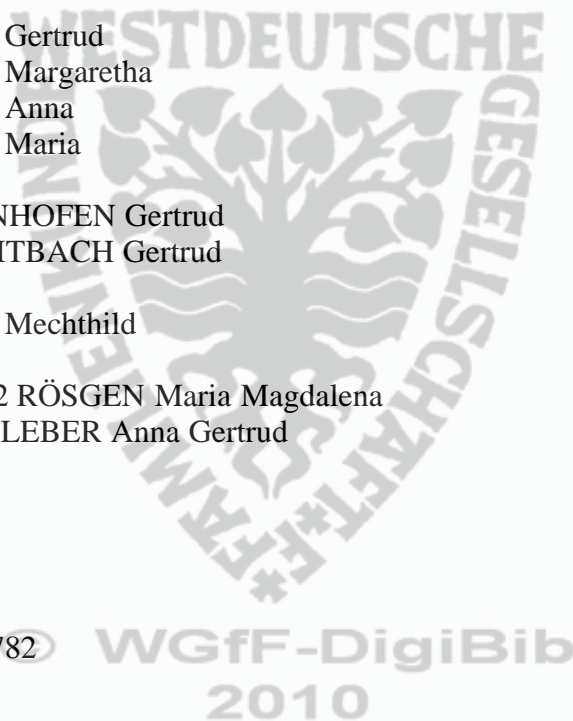 WESTDEUTSCHE GESELLSCHAFT F. FAMILIENKUNDE
Gertrud
Margaretha
Anna
Maria
NHOFEN Gertrud
ITBACH Gertrud
Mechthild
2 RÖSGEN Maria Magdalena
LEBER Anna Gertrud
782
© WGfF-DigiBib
2010